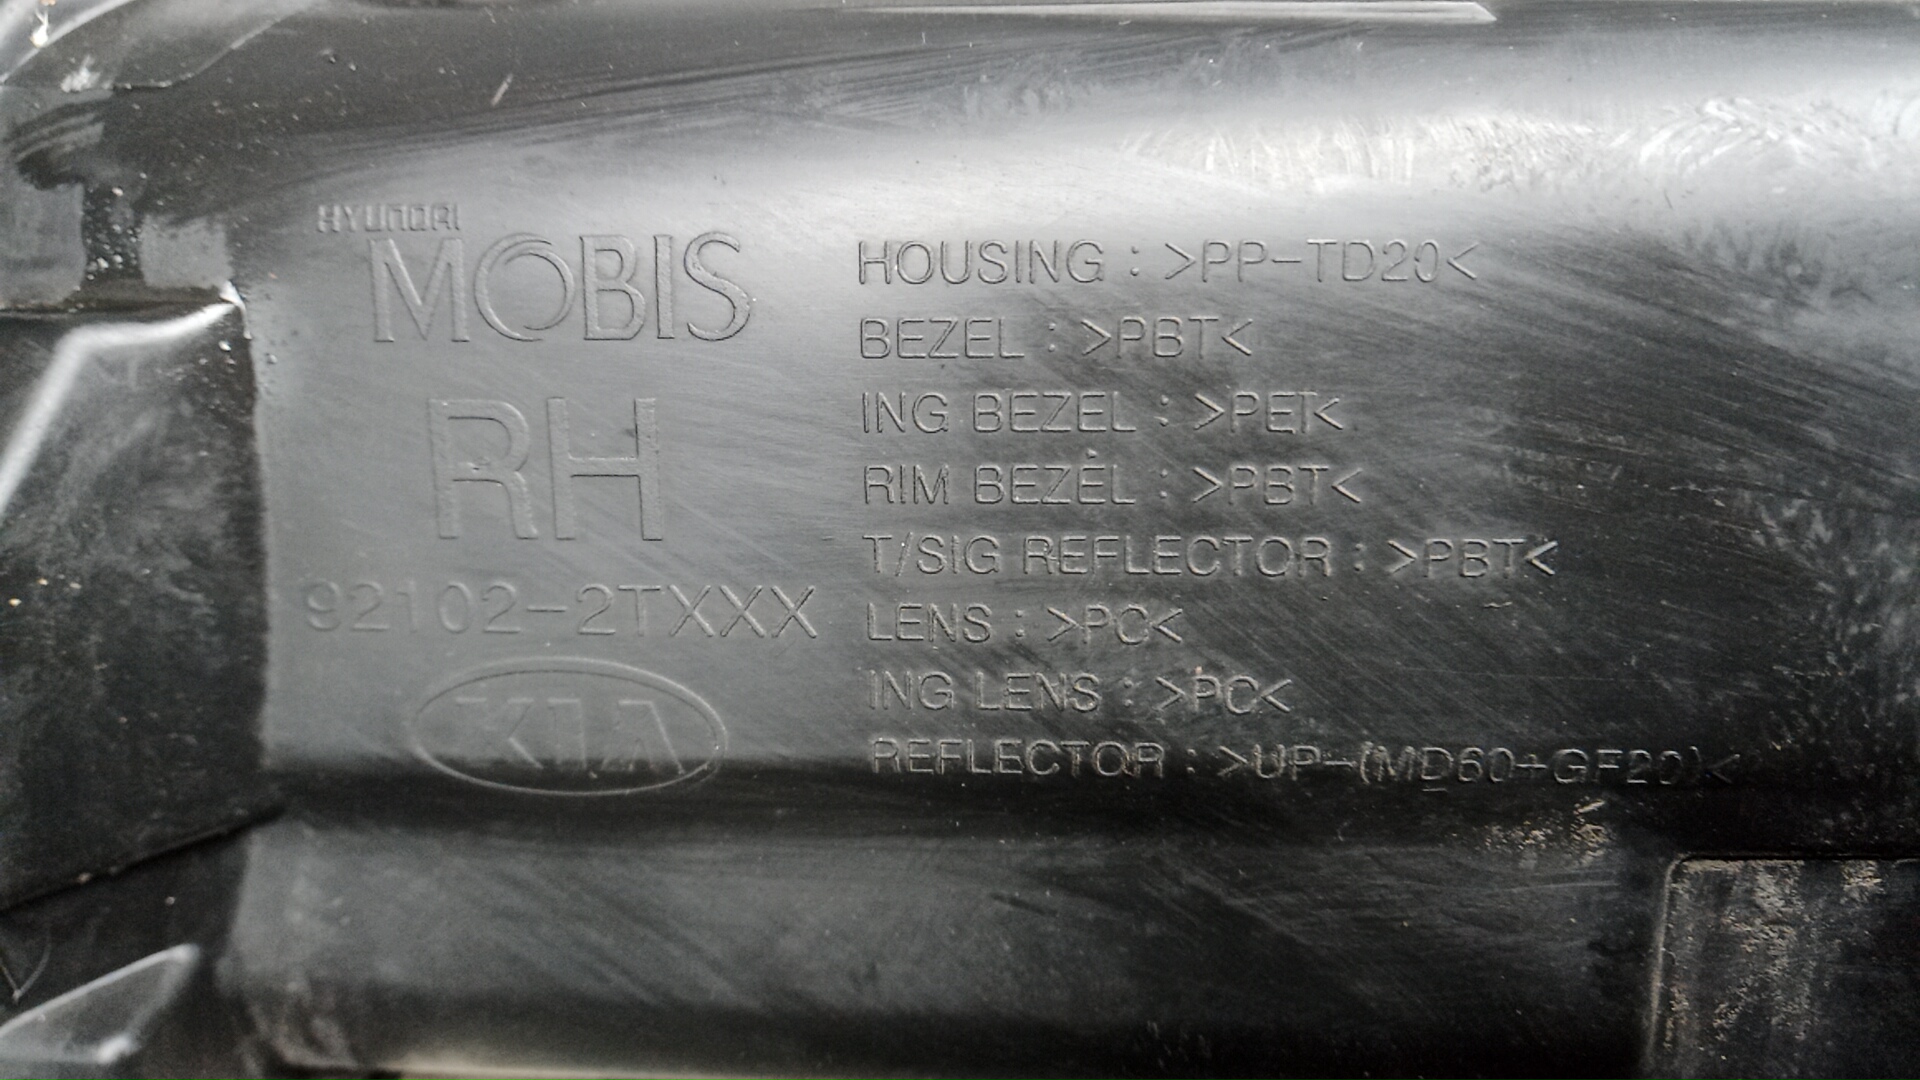 HYUNDAI
MOBIS
RH
92102-2TXXX
KIA
HOUSING : >PP-TD20<
BEZEL : >PBT<
ING BEZEL : >PET<
RIM BEZEL : >PBT<
T/SIG REFLECTOR : >PBT<
LENS : >PC<
ING LENS : >PC<
REFLECTOR : >UP-(MD60+GF20)<